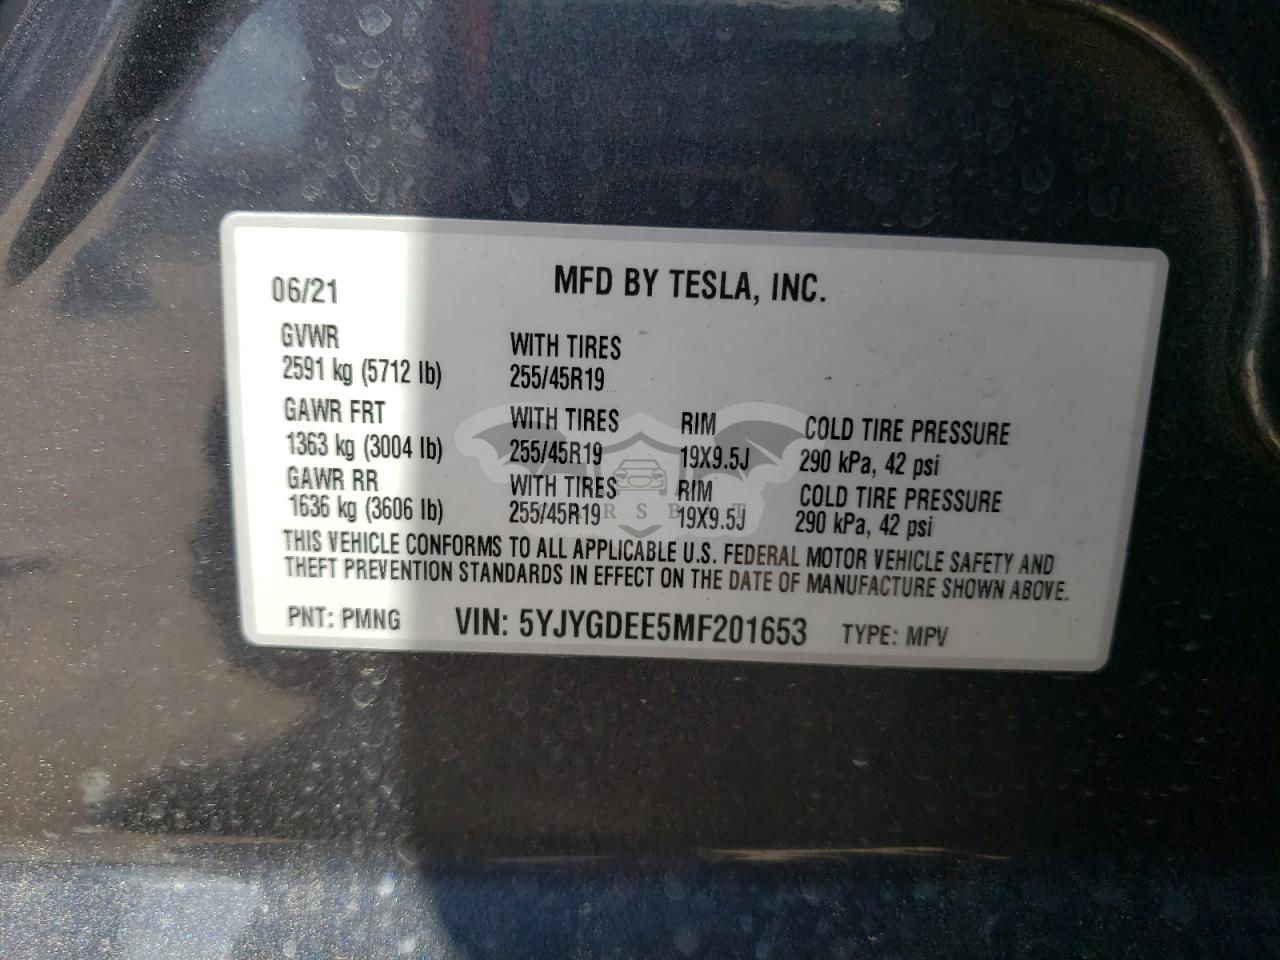 06/21 MFD BY TESLA, INC.
GVWR WITH TIRES
2591 kg (5712 lb) 255/45R19
GAWR FRT WITH TIRES RIM COLD TIRE PRESSURE
1363 kg (3004 lb) 255/45R19 19X9.5J 290 kPa, 42 psi
GAWR RR WITH TIRES RIM COLD TIRE PRESSURE
1636 kg (3606 lb) 255/45R19 19X9.5J 290 kPa, 42 psi
THIS VEHICLE CONFORMS TO ALL APPLICABLE U.S. FEDERAL MOTOR VEHICLE SAFETY AND
THEFT PREVENTION STANDARDS IN EFFECT ON THE DATE OF MANUFACTURE SHOWN ABOVE.
PNT: PMNG VIN: 5YJYGDEE5MF201653 TYPE: MPV